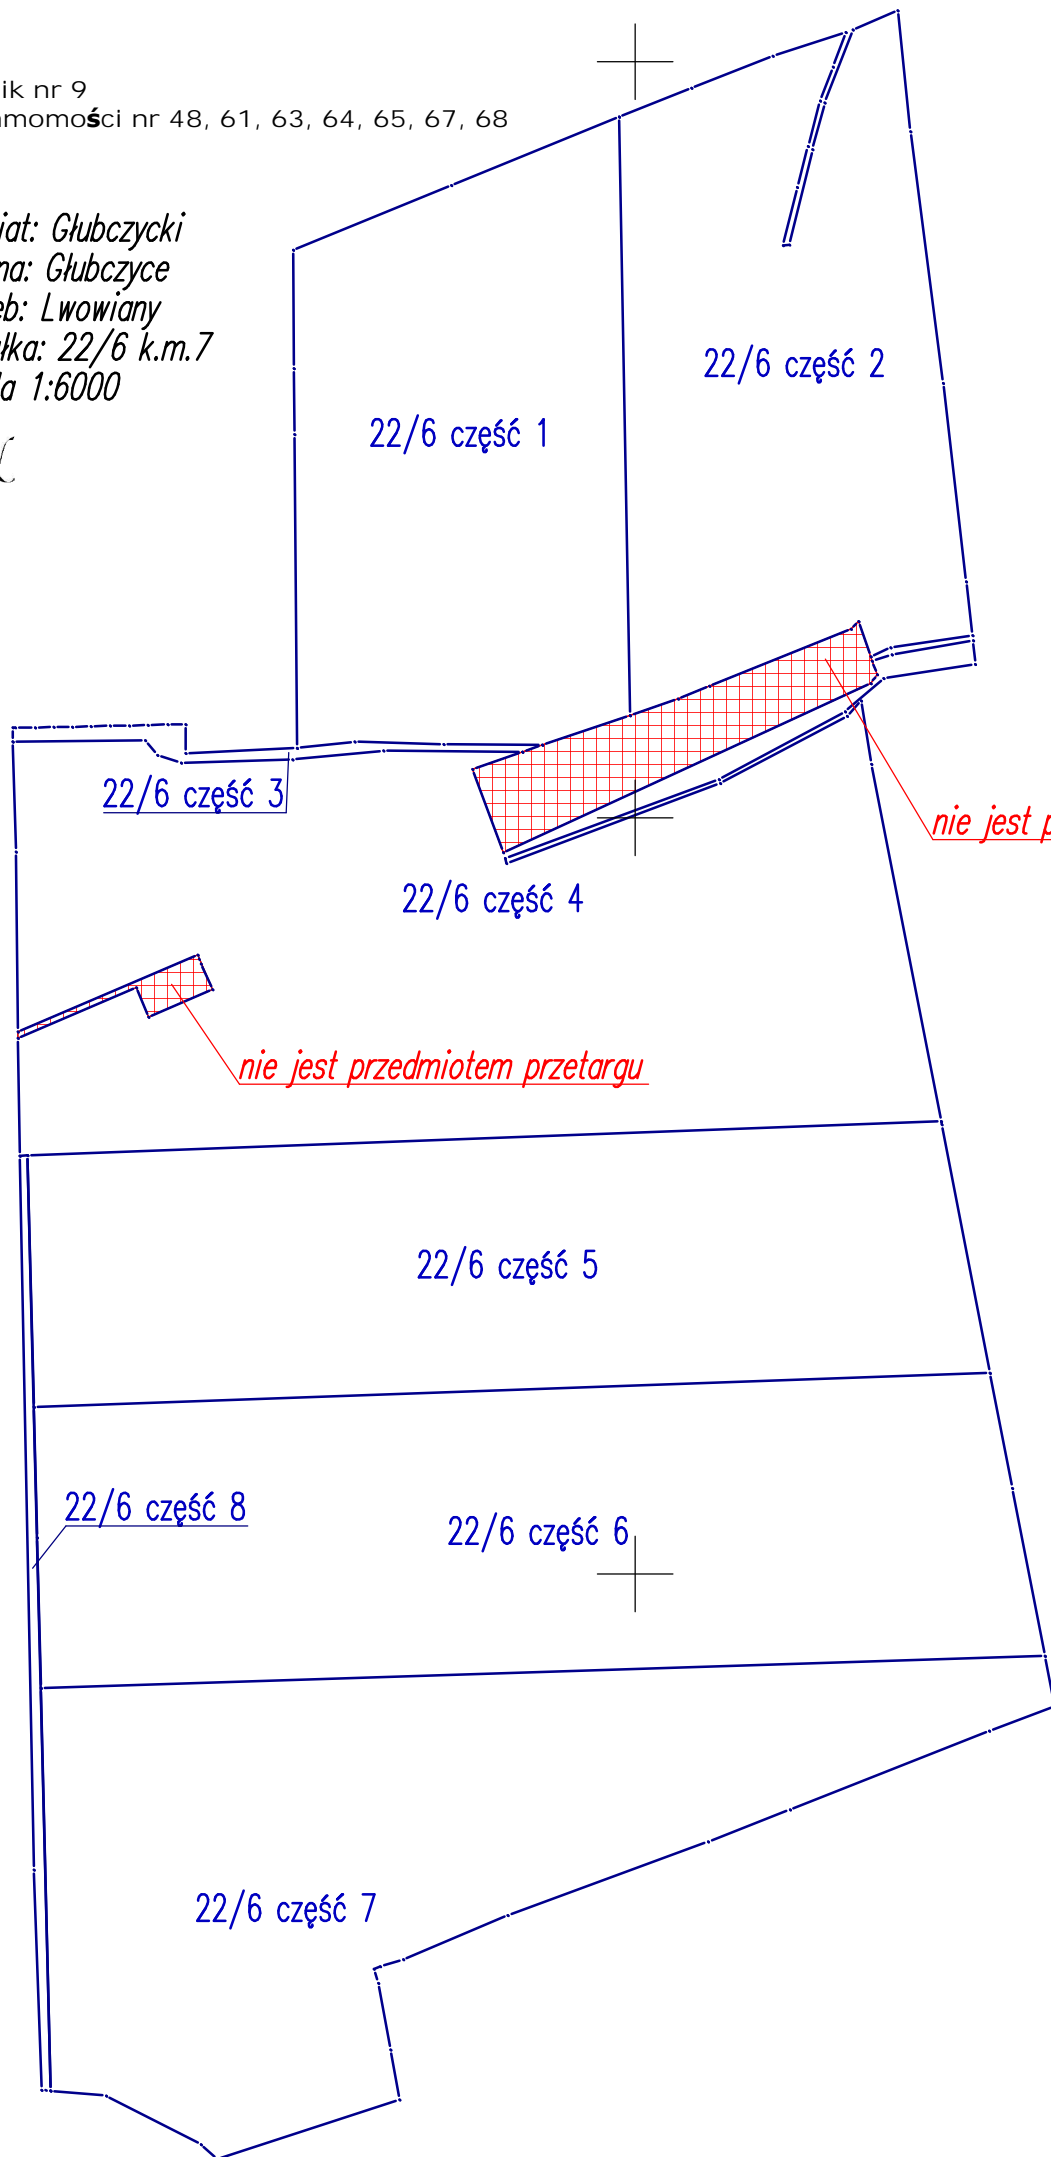 ik nr 9
mości nr 48, 61, 63, 64, 65, 67, 68
iat: Głubczycki
na: Głubczyce
eb: Lwowiany
ałka: 22/6 k.m.7
la 1:6000
22/6 część 2
22/6 część 1
22/6 część 3
nie jest p
22/6 część 4
nie jest przedmiotem przetargu
22/6 część 5
22/6 część 8
22/6 część 6
22/6 część 7